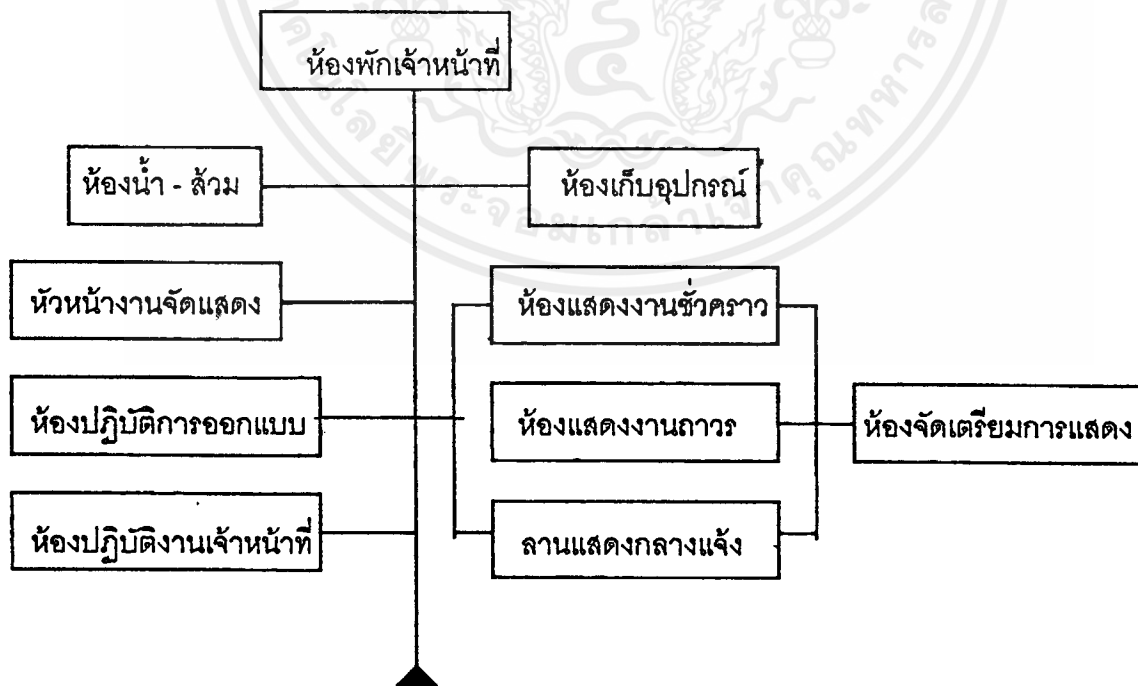 ห้องพักเจ้าหน้าที่
ห้องน้ำ - ส้วม
ห้องเก็บอุปกรณ์
หัวหน้างานจัดแสดง
ห้องแสดงงานชั่วคราว
ห้องปฏิบัติการออกแบบ
ห้องแสดงงานถาวร
ห้องจัดเตรียมการแสดง
ห้องปฏิบัติงานเจ้าหน้าที่
ลานแสดงกลางแจ้ง